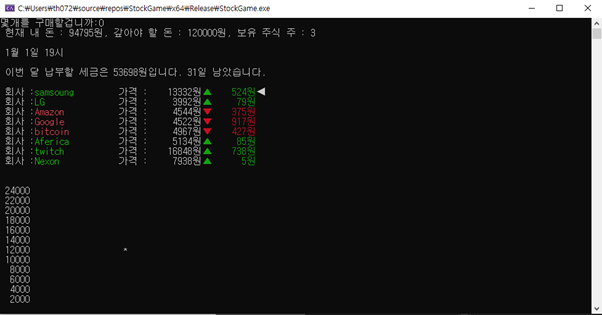 C:₩Users₩th072₩source₩repos₩StockGame₩x64₩Release₩StockGame.exe
몇개를 구매할겁니까:0
현재 내 돈 : 94795원, 갚아야 할 돈 : 120000원, 보유 주식 주 : 3
1월 1일 19시
이번 달 납부할 세금은 53698원입니다. 31일 남았습니다.
회사 :samsoung 가격 : 13332원▲ 524원◀
회사 :LG 가격 : 3992원▲ 79원
회사 :Amazon 가격 : 4544원▼ 375원
회사 :Google 가격 : 4522원▼ 917원
회사 :bitcoin 가격 : 4967원▼ 427원
회사 :Aferica 가격 : 5134원▲ 85원
회사 :twitch 가격 : 16848원▲ 738원
회사 :Nexon 가격 : 7938원▲ 5원
24000
22000
20000
18000
16000
14000
12000 *
10000
8000
6000
4000
2000